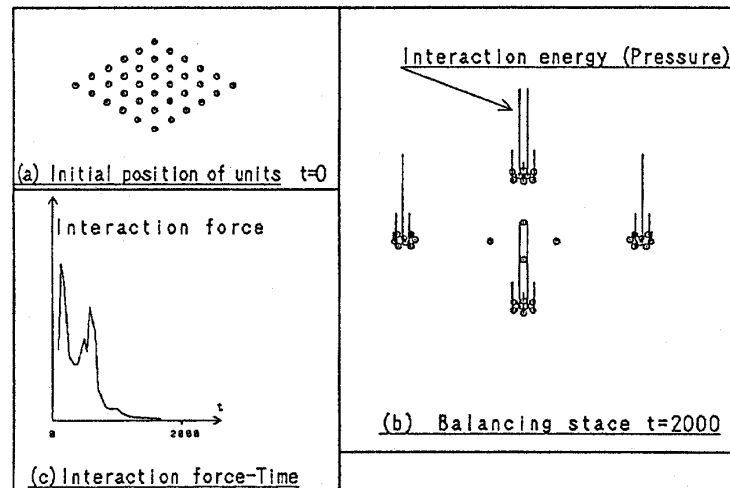 (a) Initial position of units t=0
Interaction force
t
0
2000
(c) Interaction force-Time
Interaction energy (Pressure)
(b) Balancing stace t=2000